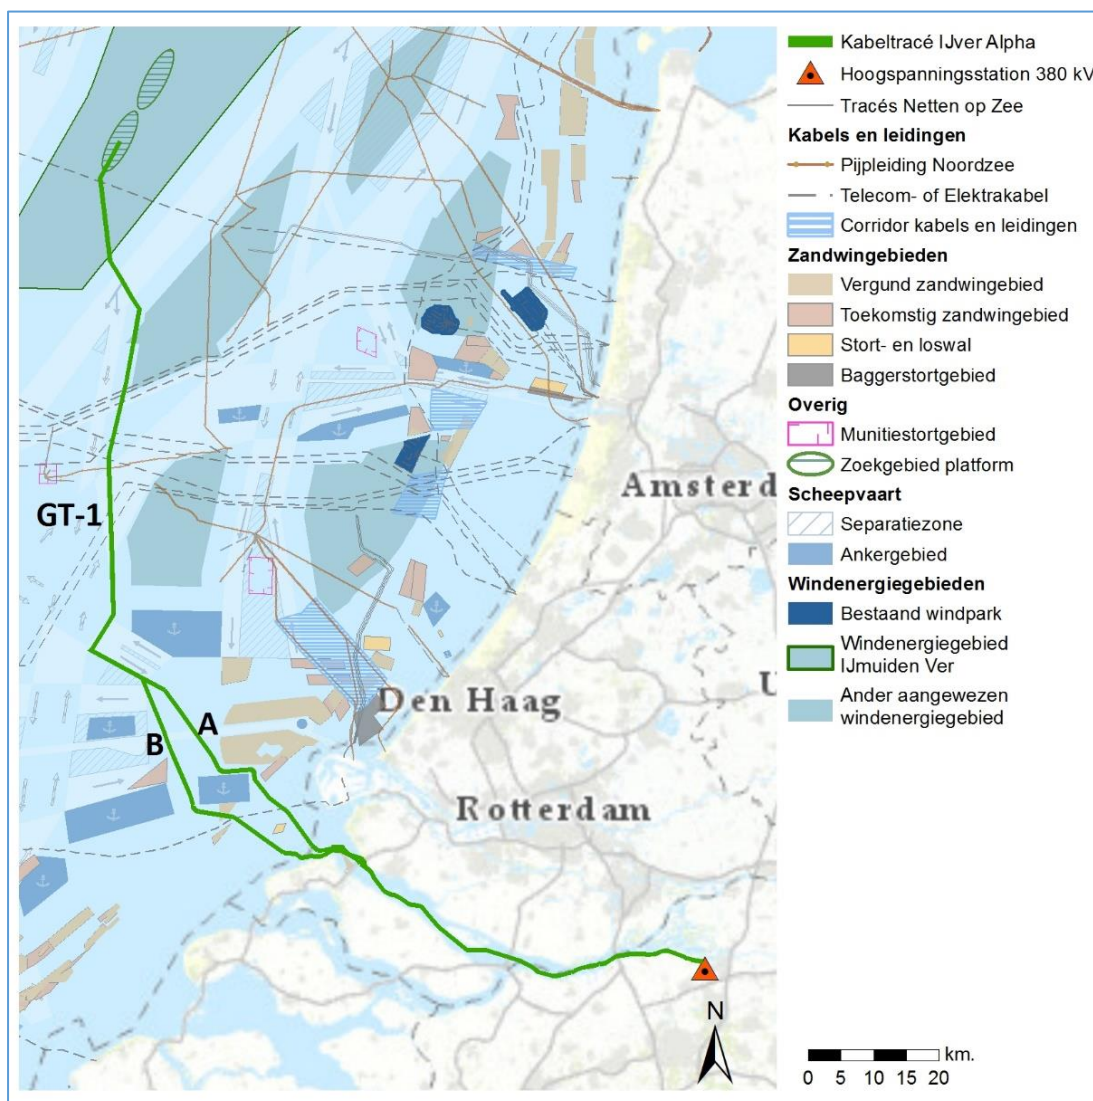 GT-1
A
B
Amsterd
Den Haag
U
Rotterdam
N
Kabeltracé IJver Alpha
Hoogspanningsstation 380 kV
Tracés Netten op Zee
Kabels en leidingen
Pijpleiding Noordzee
Telecom- of Elektrakabel
Corridor kabels en leidingen
Zandwingebieden
Vergund zandwingebied
Toekomstig zandwingebied
Stort- en loswal
Baggerstortgebied
Overig
Munitiestortgebied
Zoekgebied platform
Scheepvaart
Separatiezone
Ankergebied
Windenergiegebieden
Bestaand windpark
Windenergiegebied
IJmuiden Ver
Ander aangewezen
windenergiegebied
km.
0 5 10 15 20